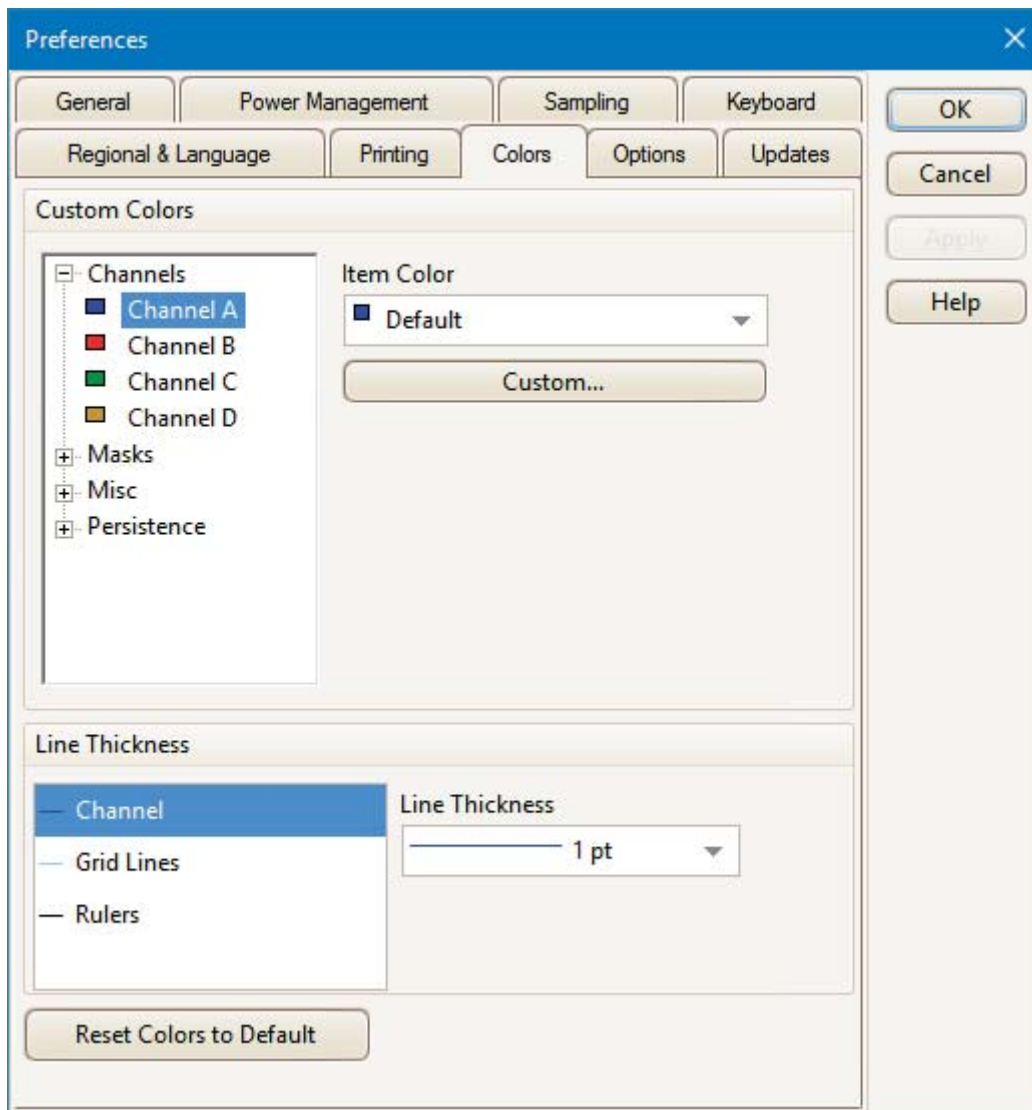 Preferences
General Power Management Sampling Keyboard
Regional & Language Printing Colors Options Updates
OK
Cancel
Apply
Help
Custom Colors
Channels
Channel A
Channel B
Channel C
Channel D
Masks
Misc
Persistence
Item Color
Default
Custom...
Line Thickness
Channel
Grid Lines
Rulers
Line Thickness
1 pt
Reset Colors to Default